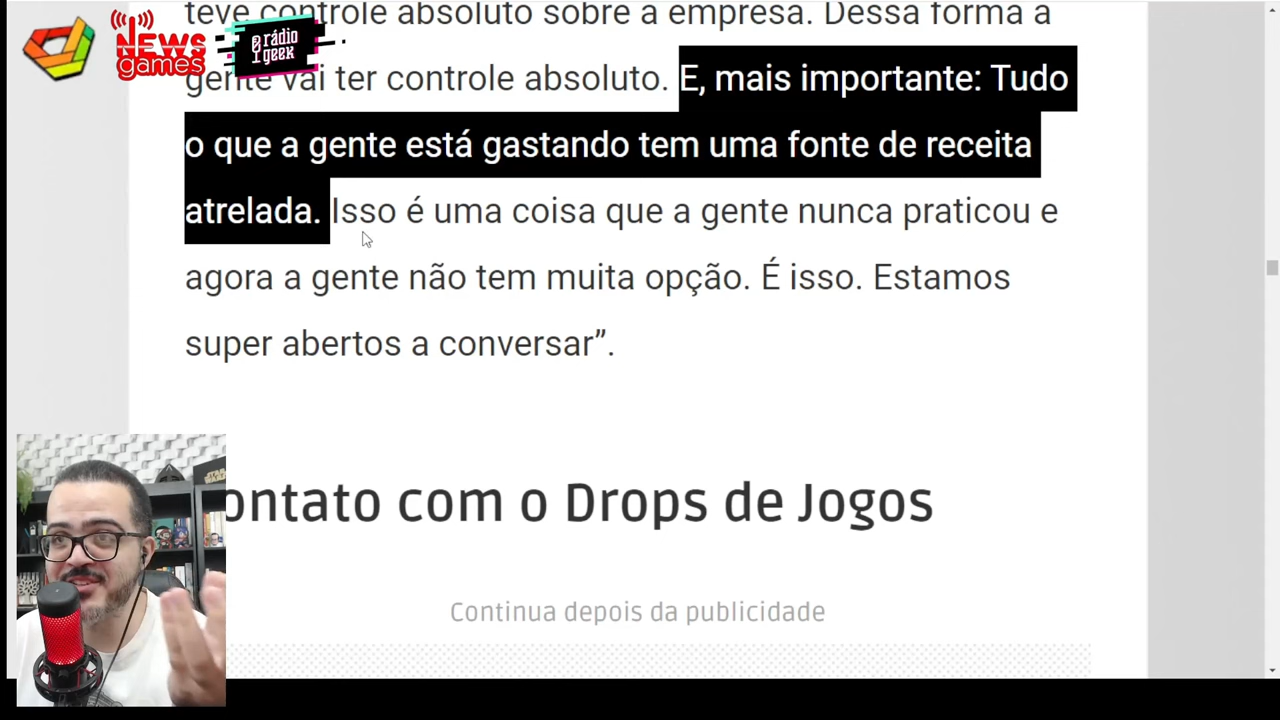 teve controle absoluto sobre a empresa. Dessa forma a
NEWS
games
rádio
geek
gente vai ter controle absoluto. E, mais importante: Tudo
o que a gente está gastando tem uma fonte de receita
atrelada. Isso é uma coisa que a gente nunca praticou e
agora a gente não tem muita opção. É isso. Estamos
super abertos a conversar”.
ontato com o Drops de Jogos
Continua depois da publicidade
STAR